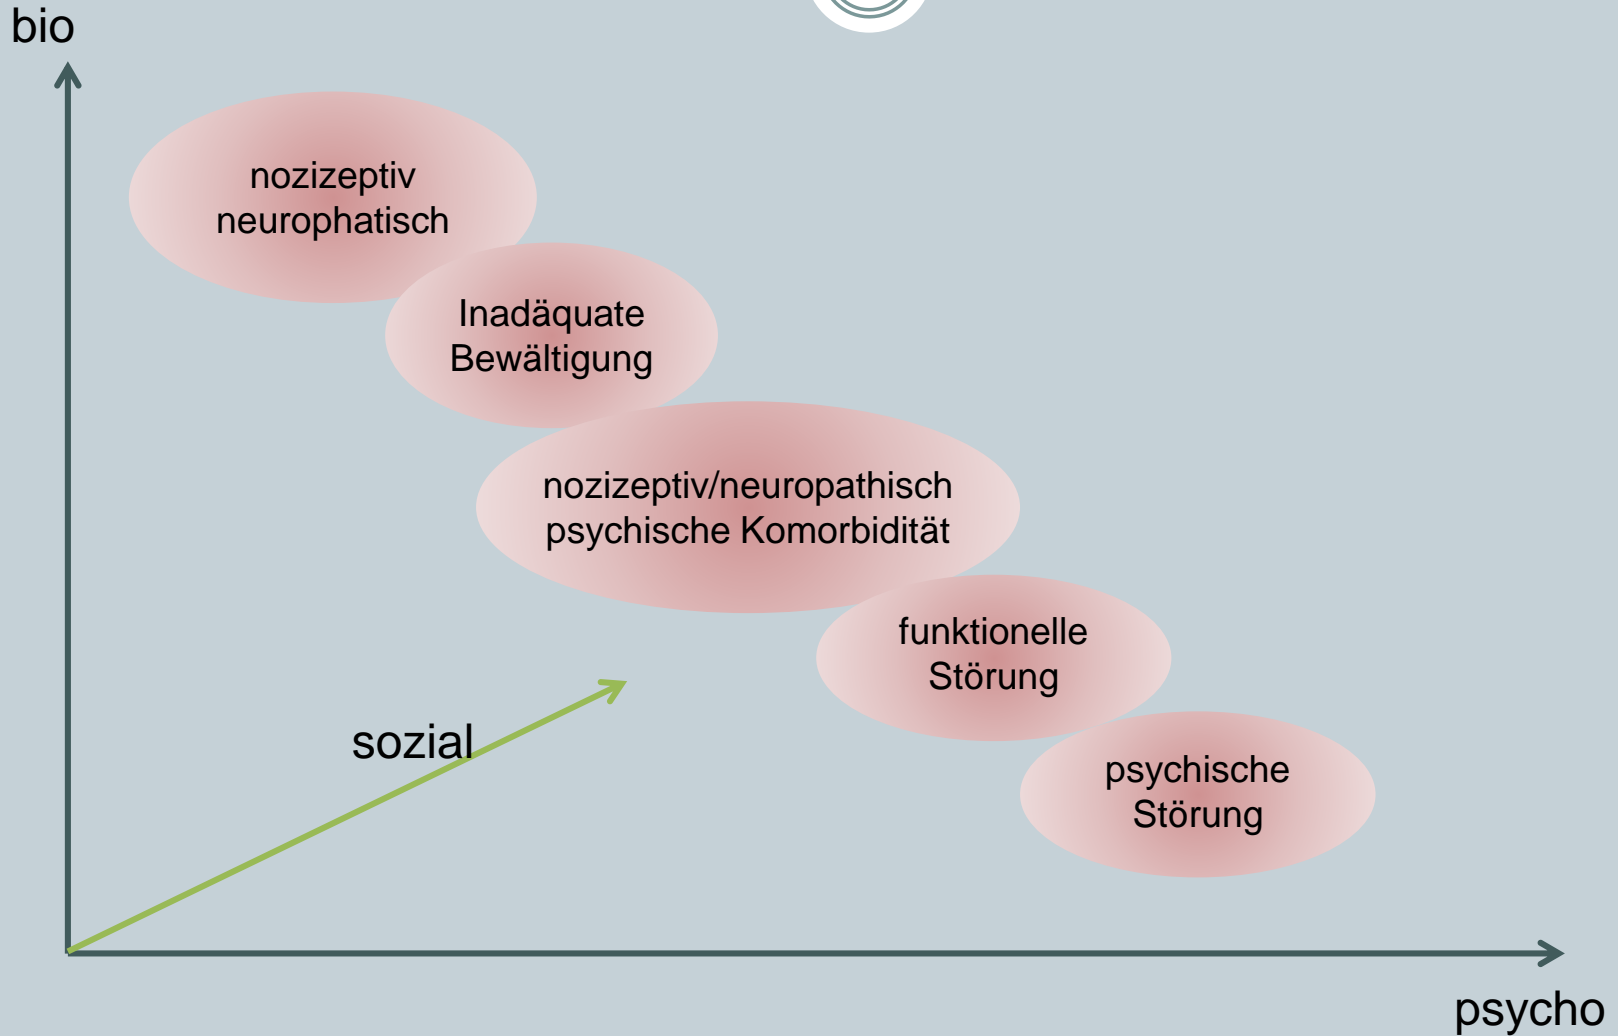 bio
nozizeptiv
neurophatisch
Inadäquate
Bewältigung
nozizeptiv/neuropathisch
psychische Komorbidität
funktionelle
Störung
sozial
psychische
Störung
psycho